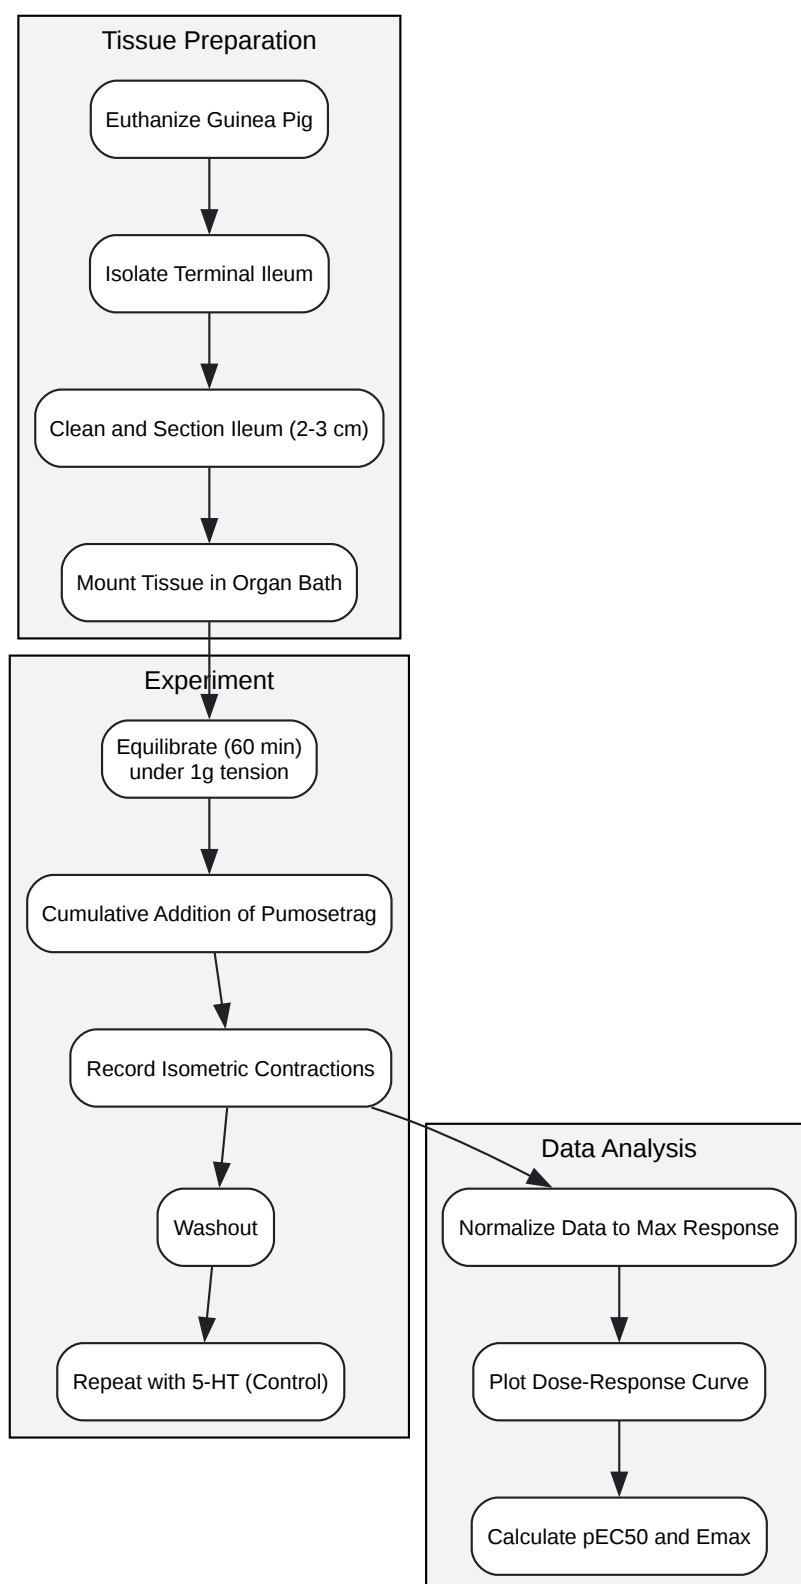 Tissue Preparation
Euthanize Guinea Pig
Isolate Terminal Ileum
Clean and Section Ileum (2-3 cm)
Mount Tissue in Organ Bath
Experiment
Equilibrate (60 min)
under 1g tension
Cumulative Addition of Pumosetrag
Record Isometric Contractions
Washout
Repeat with 5-HT (Control)
Data Analysis
Normalize Data to Max Response
Plot Dose-Response Curve
Calculate pEC50 and Emax